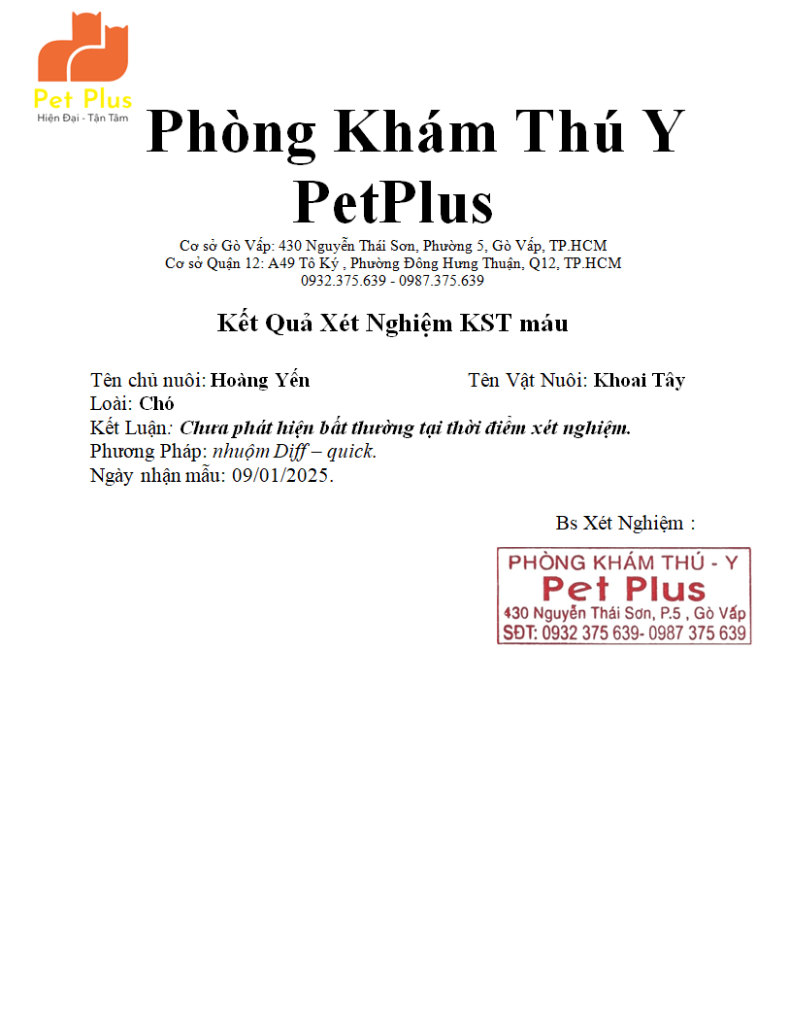 Pet Plus
Hiện Đại - Tận Tâm
Phòng Khám Thú Y
PetPlus
Cơ sở Gò Vấp: 430 Nguyễn Thái Sơn, Phường 5, Gò Vấp, TP.HCM
Cơ sở Quận 12: A49 Tô Ký , Phường Đông Hưng Thuận, Q12, TP.HCM
0932.375.639 - 0987.375.639
Kết Quả Xét Nghiệm KST máu
Tên chủ nuôi: Hoàng Yến Tên Vật Nuôi: Khoai Tây
Loài: Chó
Kết Luận: Chưa phát hiện bất thường tại thời điểm xét nghiệm.
Phương Pháp: nhuộm Diff – quick.
Ngày nhận mẫu: 09/01/2025.
Bs Xét Nghiệm :
PHÒNG KHÁM THÚ - Y
Pet Plus
430 Nguyễn Thái Sơn, P.5 , Gò Vấp
SĐT: 0932 375 639- 0987 375 639